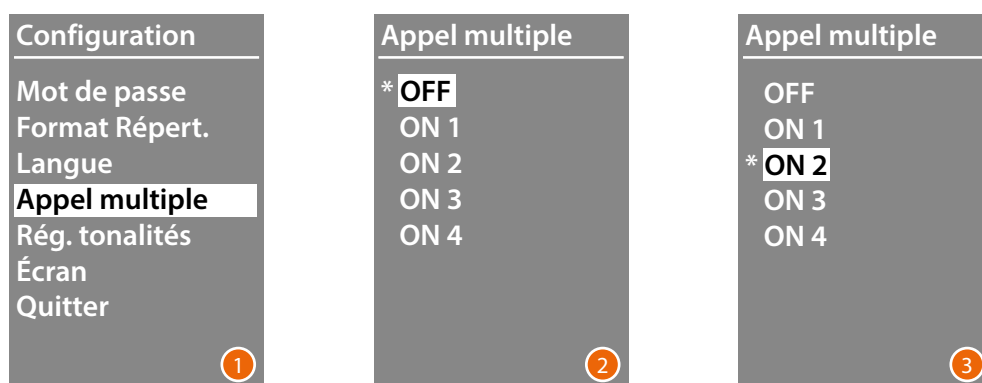 Configuration
Mot de passe
Format Répert.
Langue
Appel multiple
Rég. tonalités
Écran
Quitter
1
Appel multiple
* OFF
ON 1
ON 2
ON 3
ON 4
2
Appel multiple
OFF
ON 1
* ON 2
ON 3
ON 4
3